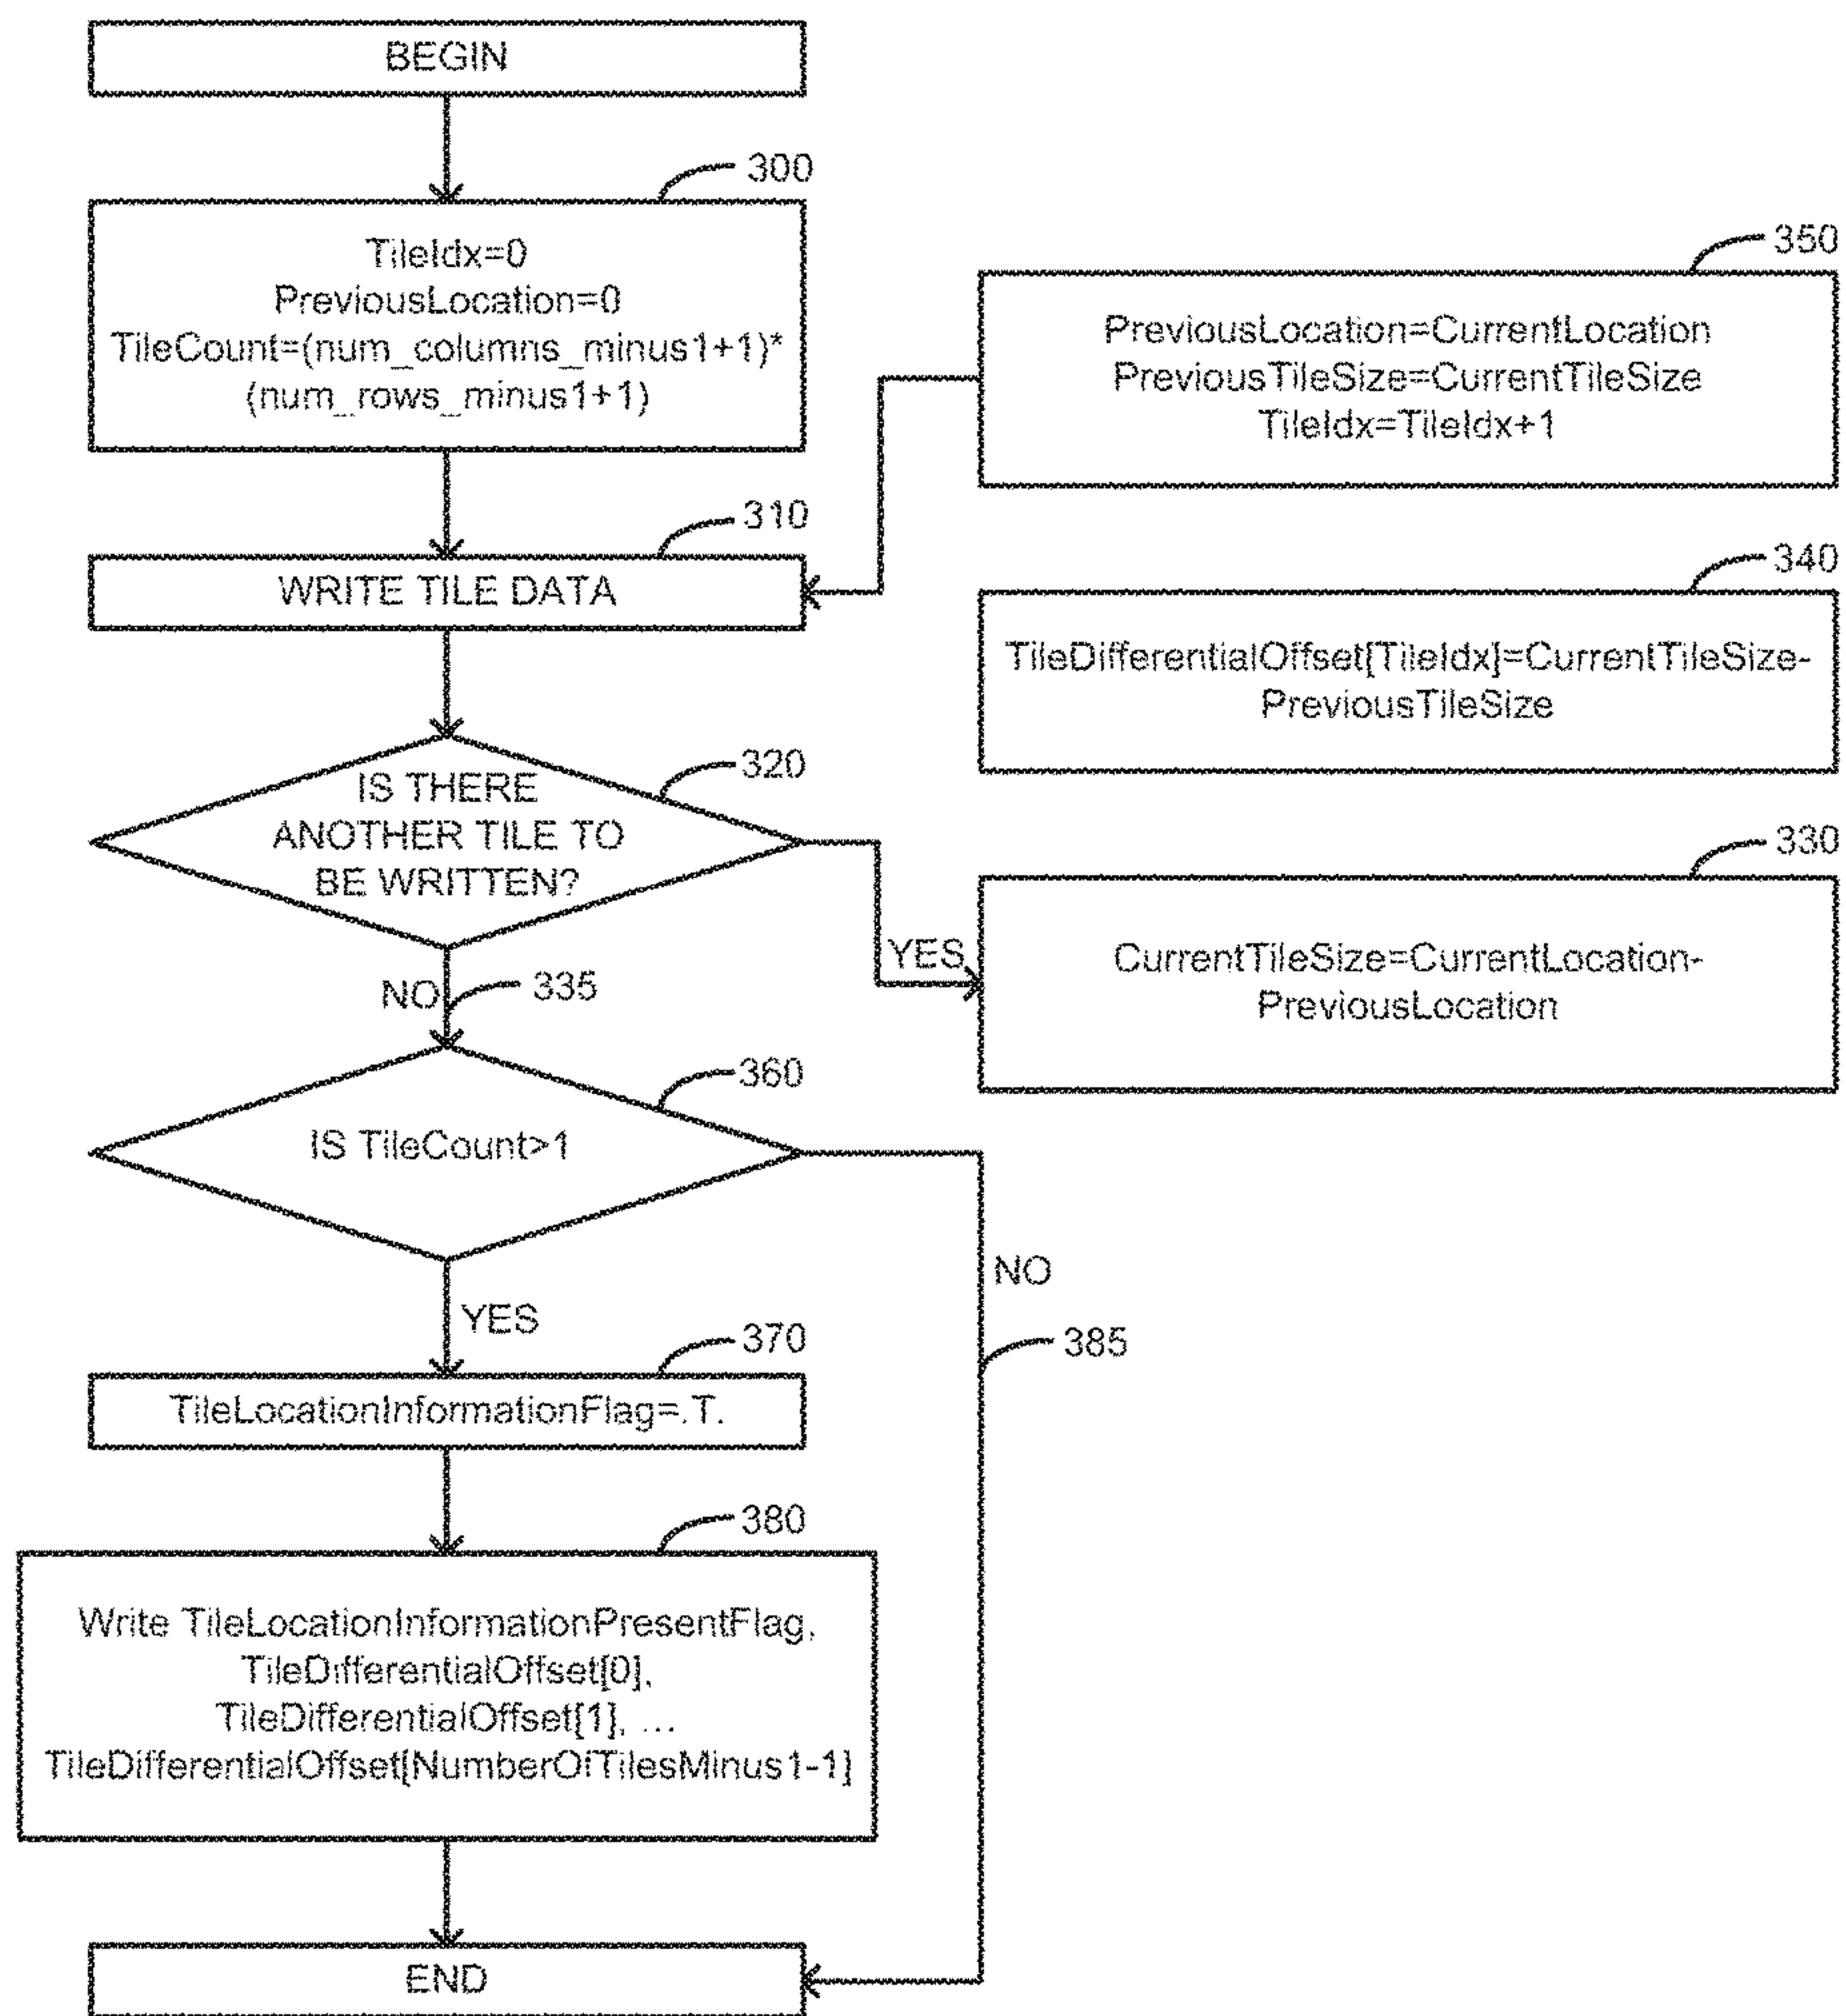 BEGIN
300
TileIdx=0
PreviousLocation=0
TileCount=(num_columns_minus1+1)*
(num_rows_minus1+1)
350
PreviousLocation=CurrentLocation
PreviousTileSize=CurrentTileSize
TileIdx=TileIdx+1
310
WRITE TILE DATA
340
TileDifferentialOffset[TileIdx]=CurrentTileSize-
PreviousTileSize
320
IS THERE
ANOTHER TILE TO
BE WRITTEN?
330
YES
CurrentTileSize=CurrentLocation-
PreviousLocation
NO
335
360
IS TileCount>1
NO
YES
385
370
TileLocationInformationFlag=.T.
380
Write TileLocationInformationPresentFlag,
TileDifferentialOffset[0],
TileDifferentialOffset[1], ...
TileDifferentialOffset[NumberOfTilesMinus1-1]
END